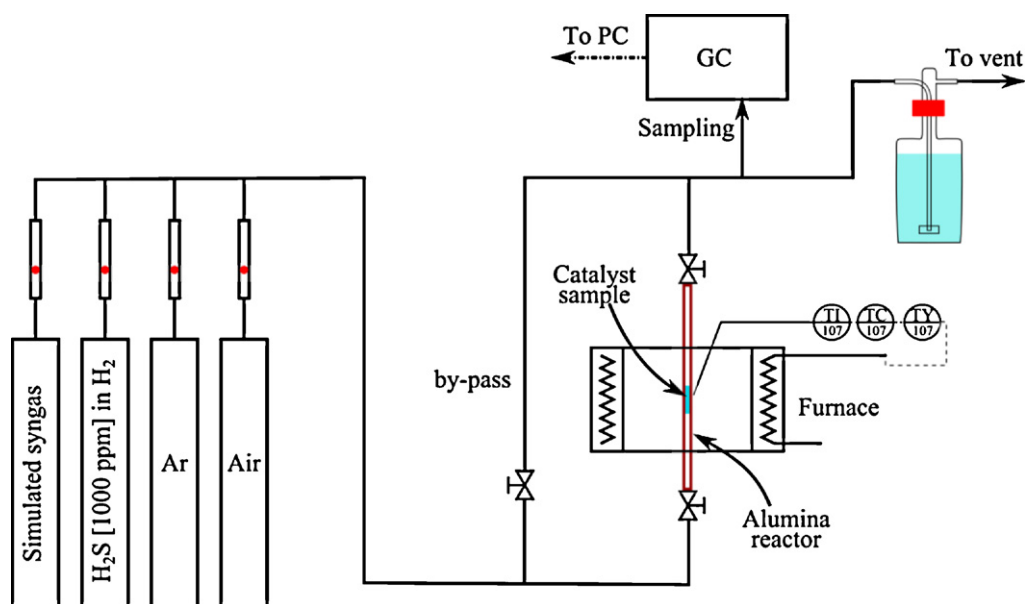 To PC
GC
To vent
Sampling
Catalyst
sample
TI
107
TC
107
TY
107
by-pass
Furnace
Simulated syngas
H₂S [1000 ppm] in H₂
Ar
Air
Alumina
reactor